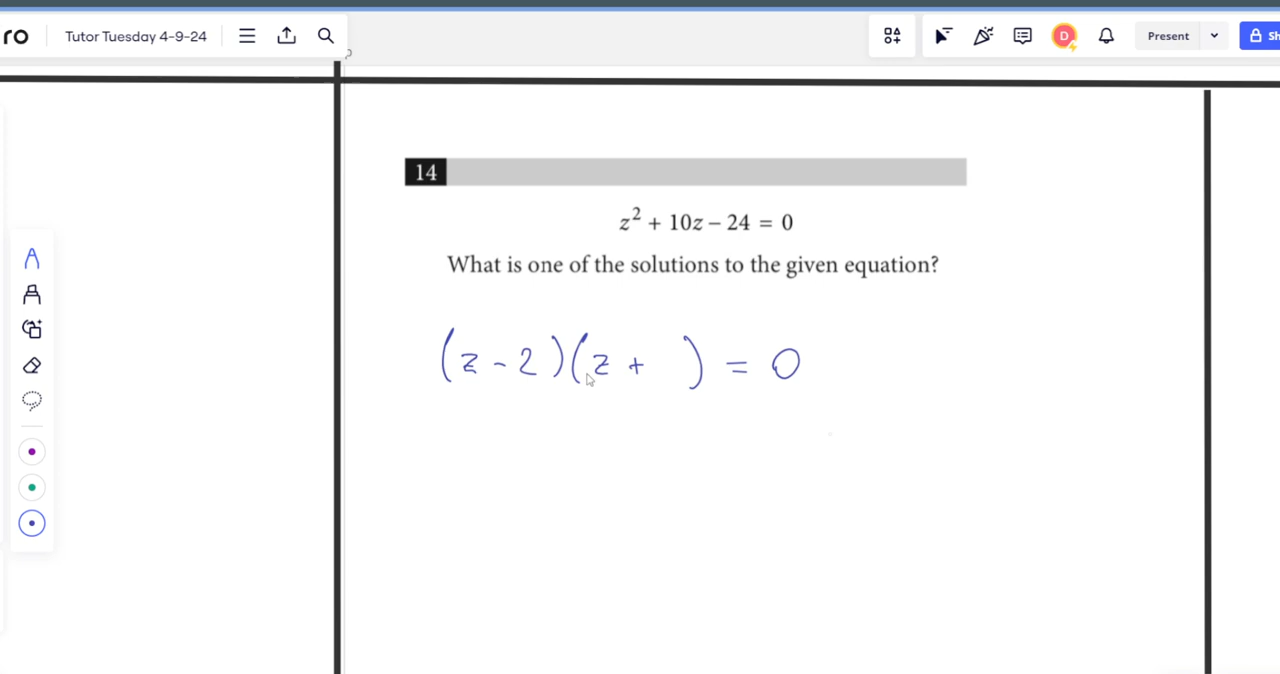 ro
Tutor Tuesday 4-9-24
D
Present
Sh
14
z² + 10z – 24 = 0
What is one of the solutions to the given equation?
(z - 2)(z +   ) = 0